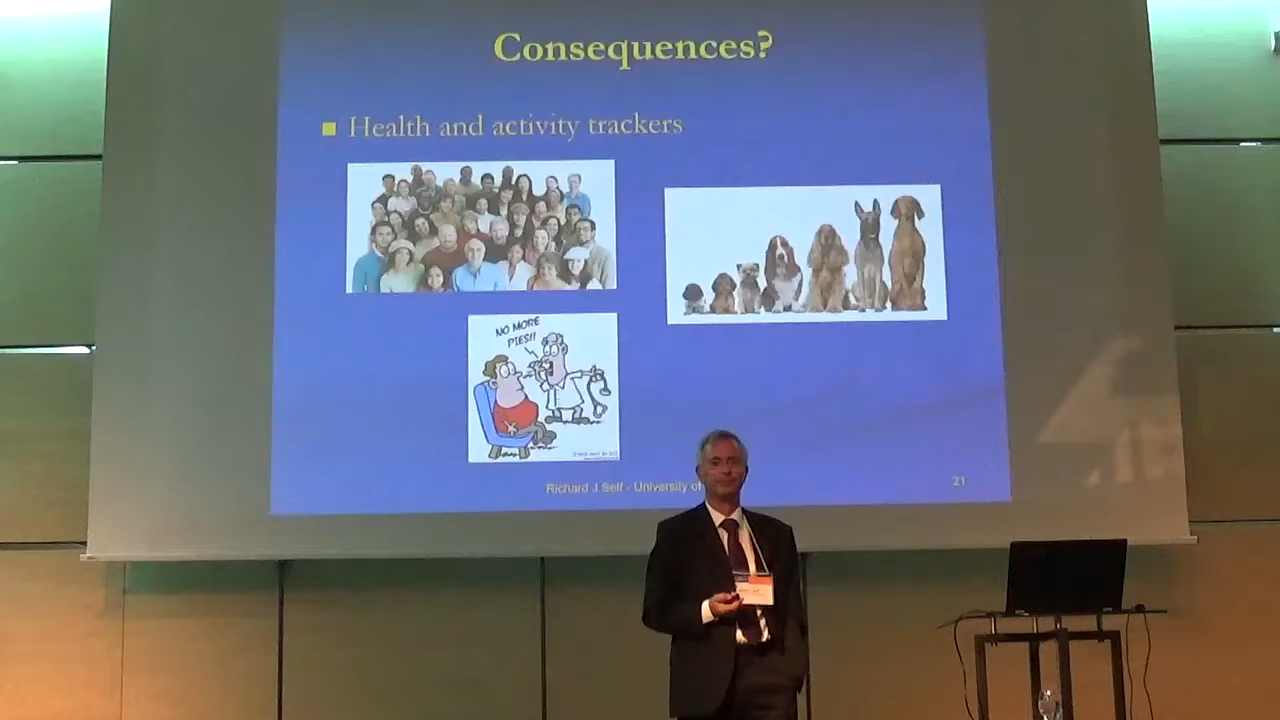 Consequences?
Health and activity trackers
NO MORE
PIES!!
Richard J Self - University of
21